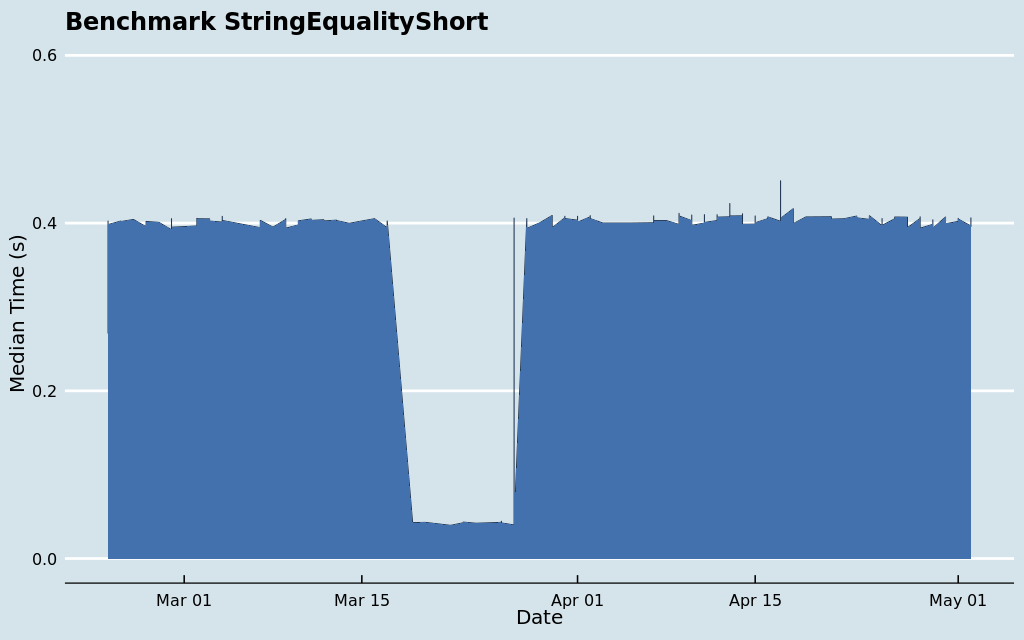 Benchmark StringEqualityShort
0.6
0.4
0.2
0.0
Median Time (s)
Mar 01
Mar 15
Apr 01
Apr 15
May 01
Date